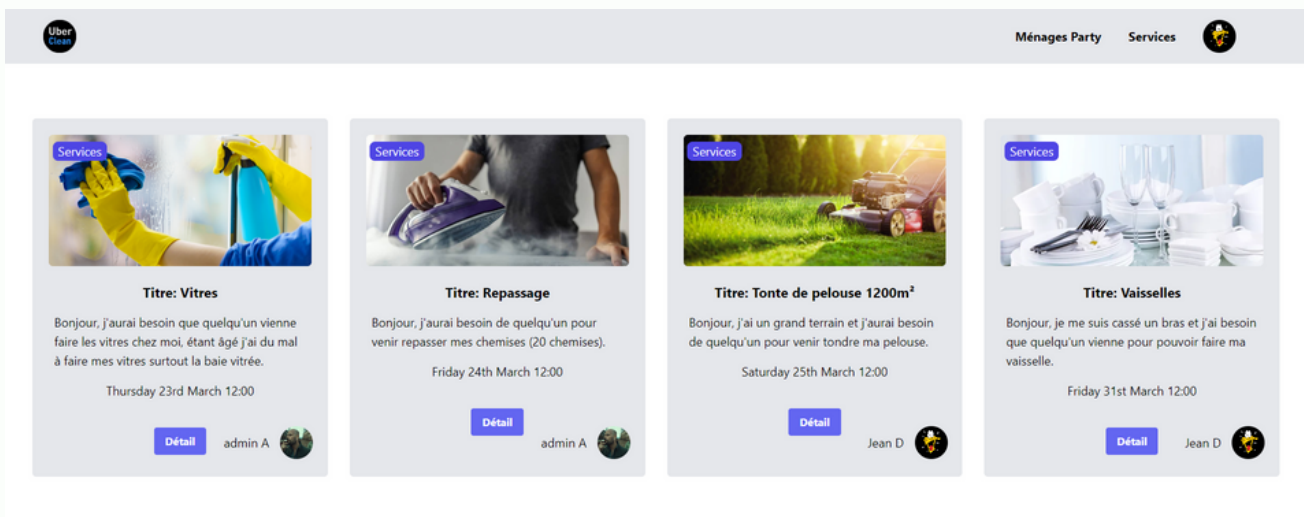 Uber
Clean
Ménages Party
Services
Services
Titre: Vitres
Bonjour, j'aurai besoin que quelqu'un vienne
faire les vitres chez moi, étant âgé j'ai du mal
à faire mes vitres surtout la baie vitrée.
Thursday 23rd March 12:00
Détail
admin A
Services
Titre: Repassage
Bonjour, j'aurai besoin de quelqu'un pour
venir repasser mes chemises (20 chemises).
Friday 24th March 12:00
Détail
admin A
Services
Titre: Tonte de pelouse 1200m²
Bonjour, j'ai un grand terrain et j'aurai besoin
de quelqu'un pour venir tondre ma pelouse.
Saturday 25th March 12:00
Détail
Jean D
Services
Titre: Vaisselles
Bonjour, je me suis cassé un bras et j'ai besoin
que quelqu'un vienne pour pouvoir faire ma
vaisselle.
Friday 31st March 12:00
Détail
Jean D